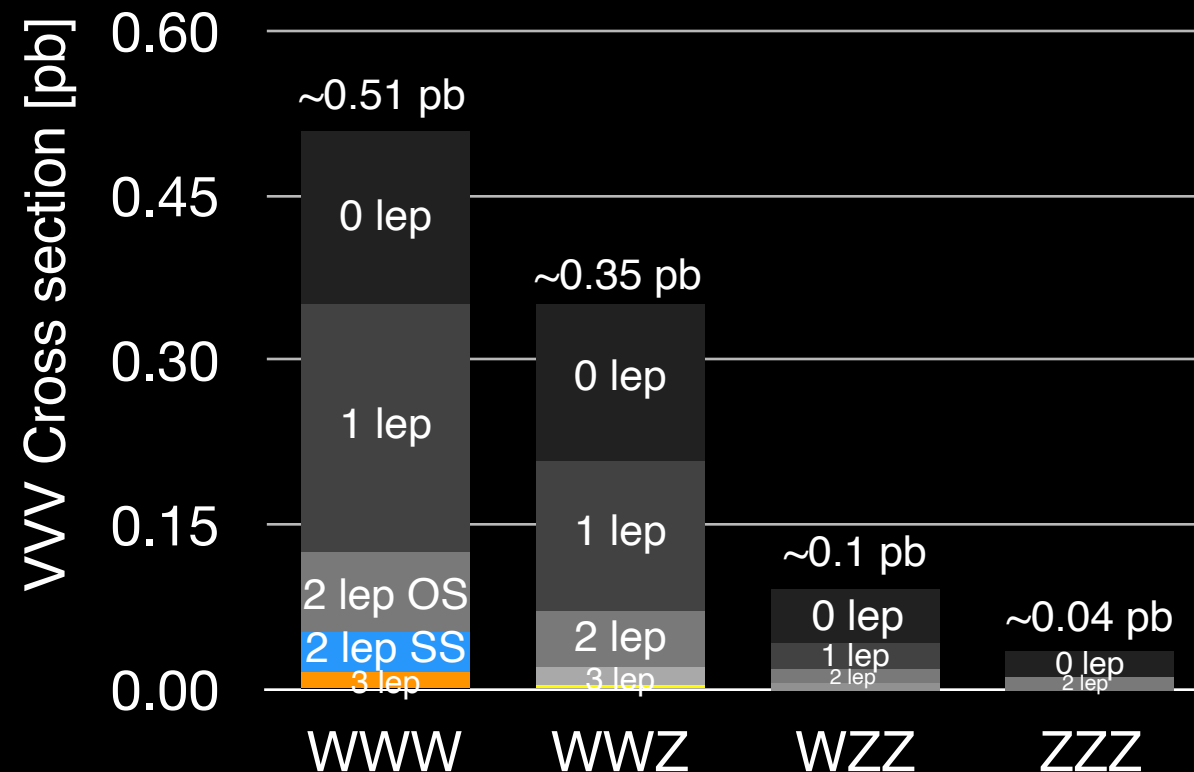 VVV Cross section [pb]
0.60
0.45
0.30
0.15
0.00
~0.51 pb
0 lep
1 lep
2 lep OS
2 lep SS
3 lep
~0.35 pb
0 lep
1 lep
2 lep
3 lep
~0.1 pb
0 lep
1 lep
2 lep
~0.04 pb
0 lep
2 lep
WWW
WWZ
WZZ
ZZZ